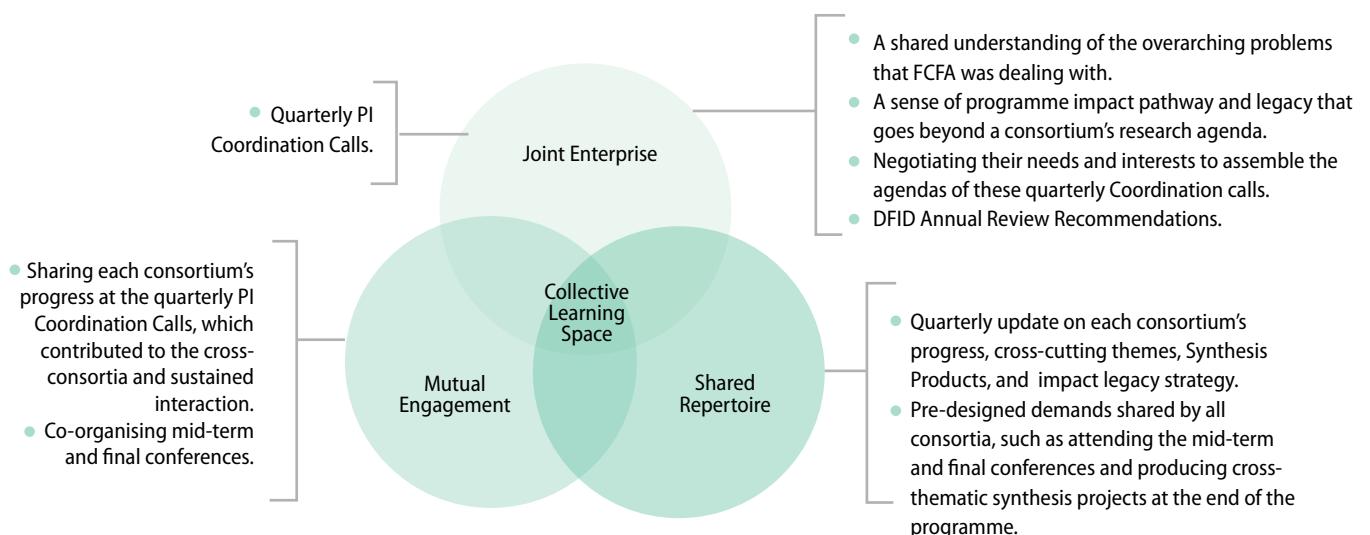 Quarterly PI
Coordination Calls.
Joint Enterprise
A shared understanding of the overarching problems
that FCFA was dealing with.
A sense of programme impact pathway and legacy that
goes beyond a consortium’s research agenda.
Negotiating their needs and interests to assemble the
agendas of these quarterly Coordination calls.
DFID Annual Review Recommendations.
Sharing each consortium’s
progress at the quarterly PI
Coordination Calls, which
contributed to the cross-
consortia and sustained
interaction.
Co-organising mid-term
and final conferences.
Collective
Learning
Space
Mutual
Engagement
Shared
Repertoire
Quarterly update on each consortium’s
progress, cross-cutting themes, Synthesis
Products, and impact legacy strategy.
Pre-designed demands shared by all
consortia, such as attending the mid-term
and final conferences and producing cross-
thematic synthesis projects at the end of the
programme.